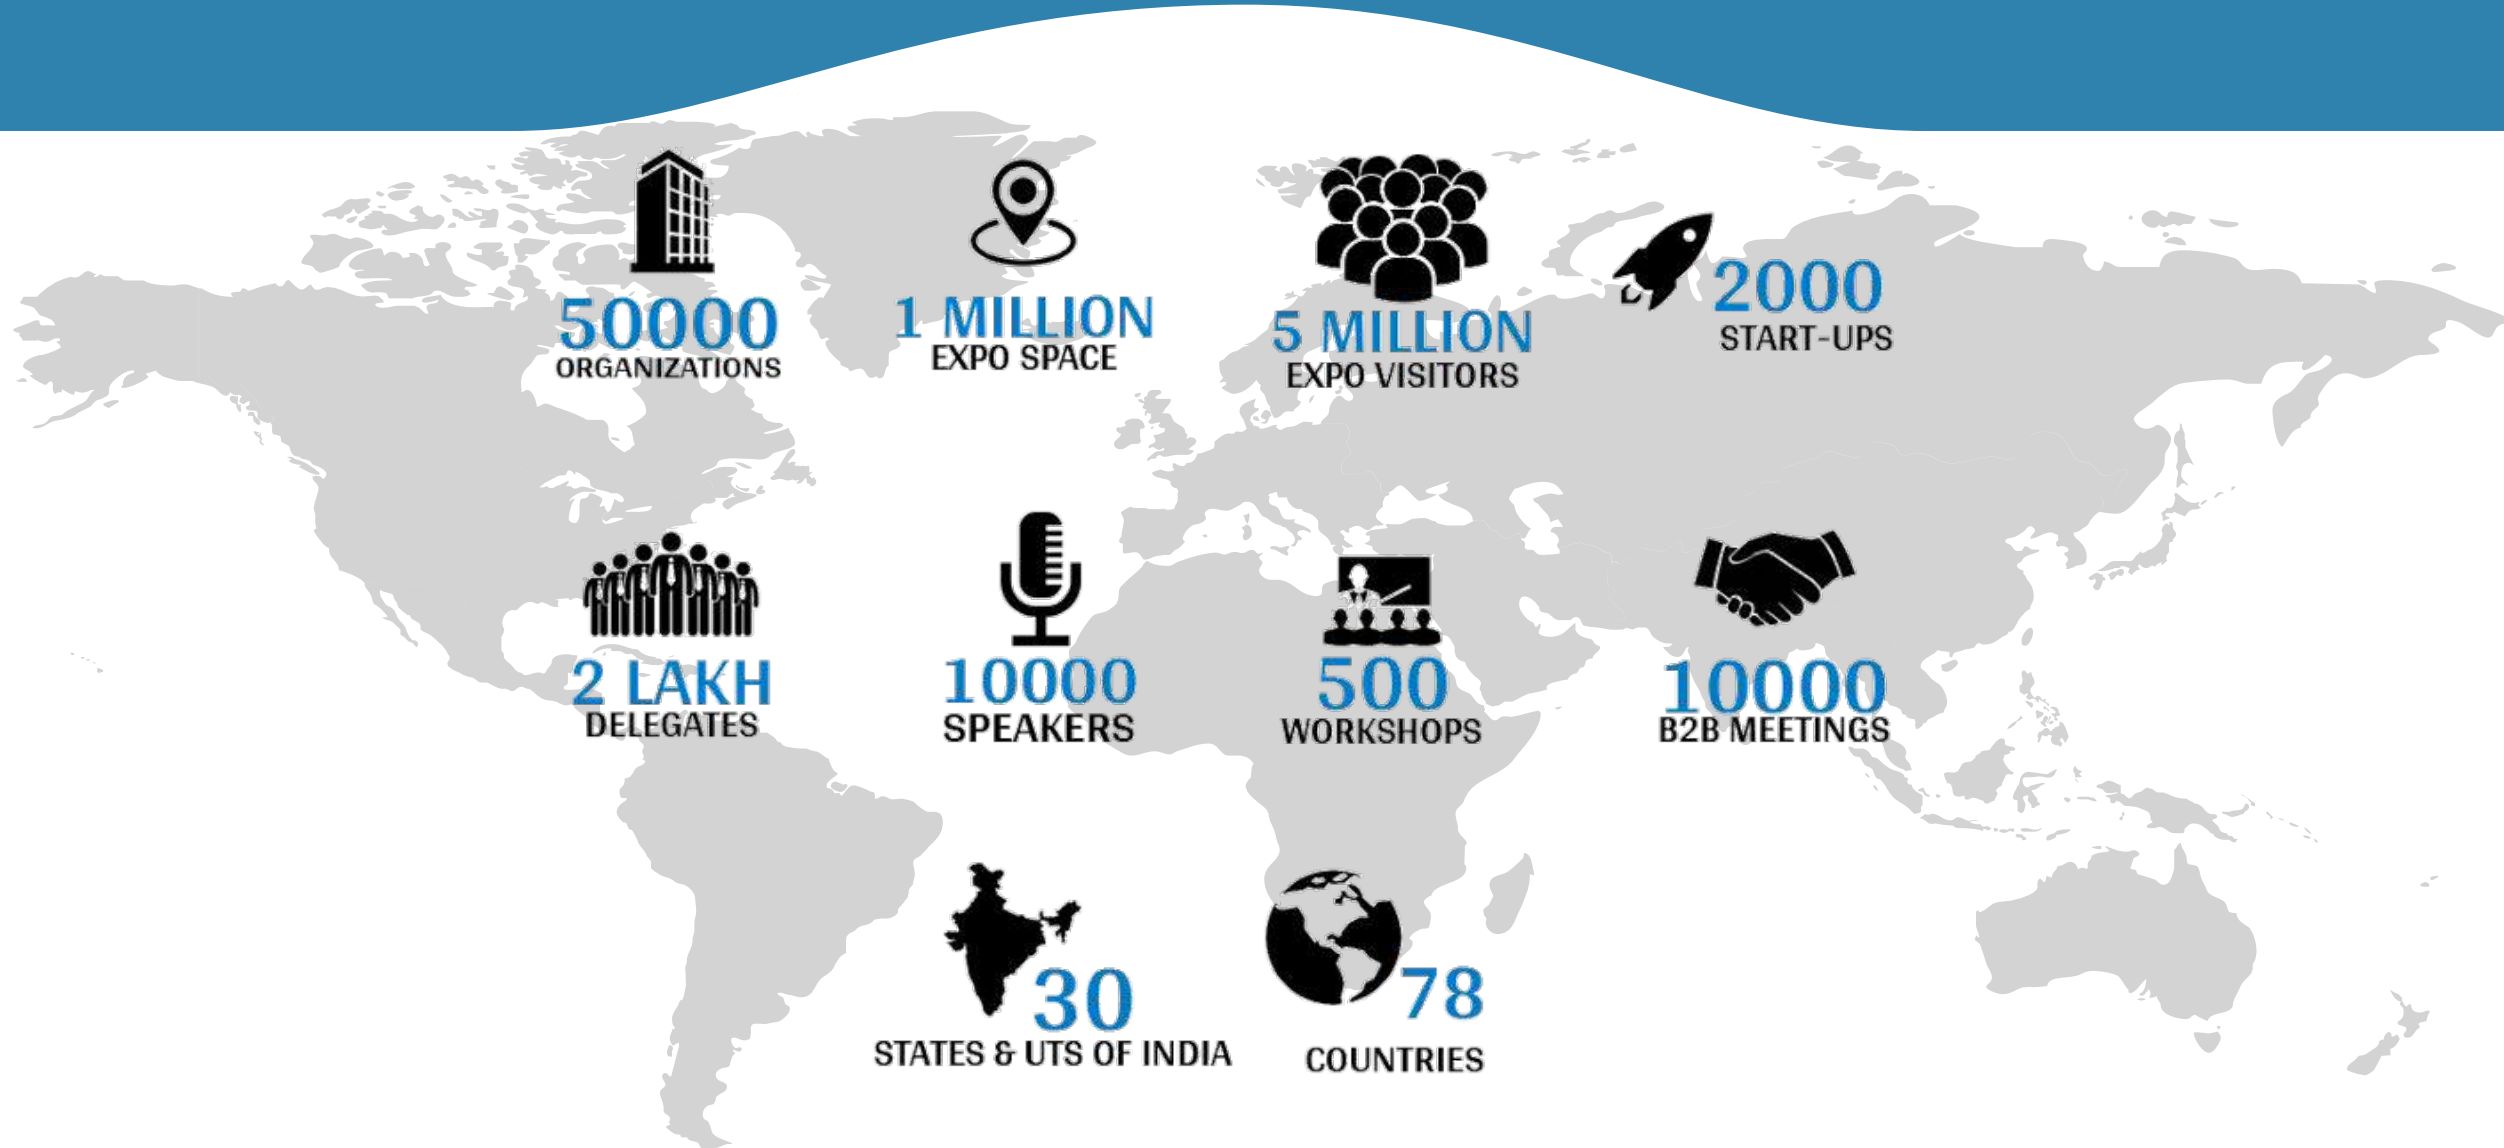 50000
ORGANIZATIONS
1 MILLION
EXPO SPACE
5 MILLION
EXPO VISITORS
2000
START-UPS
2 LAKH
DELEGATES
10000
SPEAKERS
500
WORKSHOPS
10000
B2B MEETINGS
30
STATES & UTS OF INDIA
78
COUNTRIES